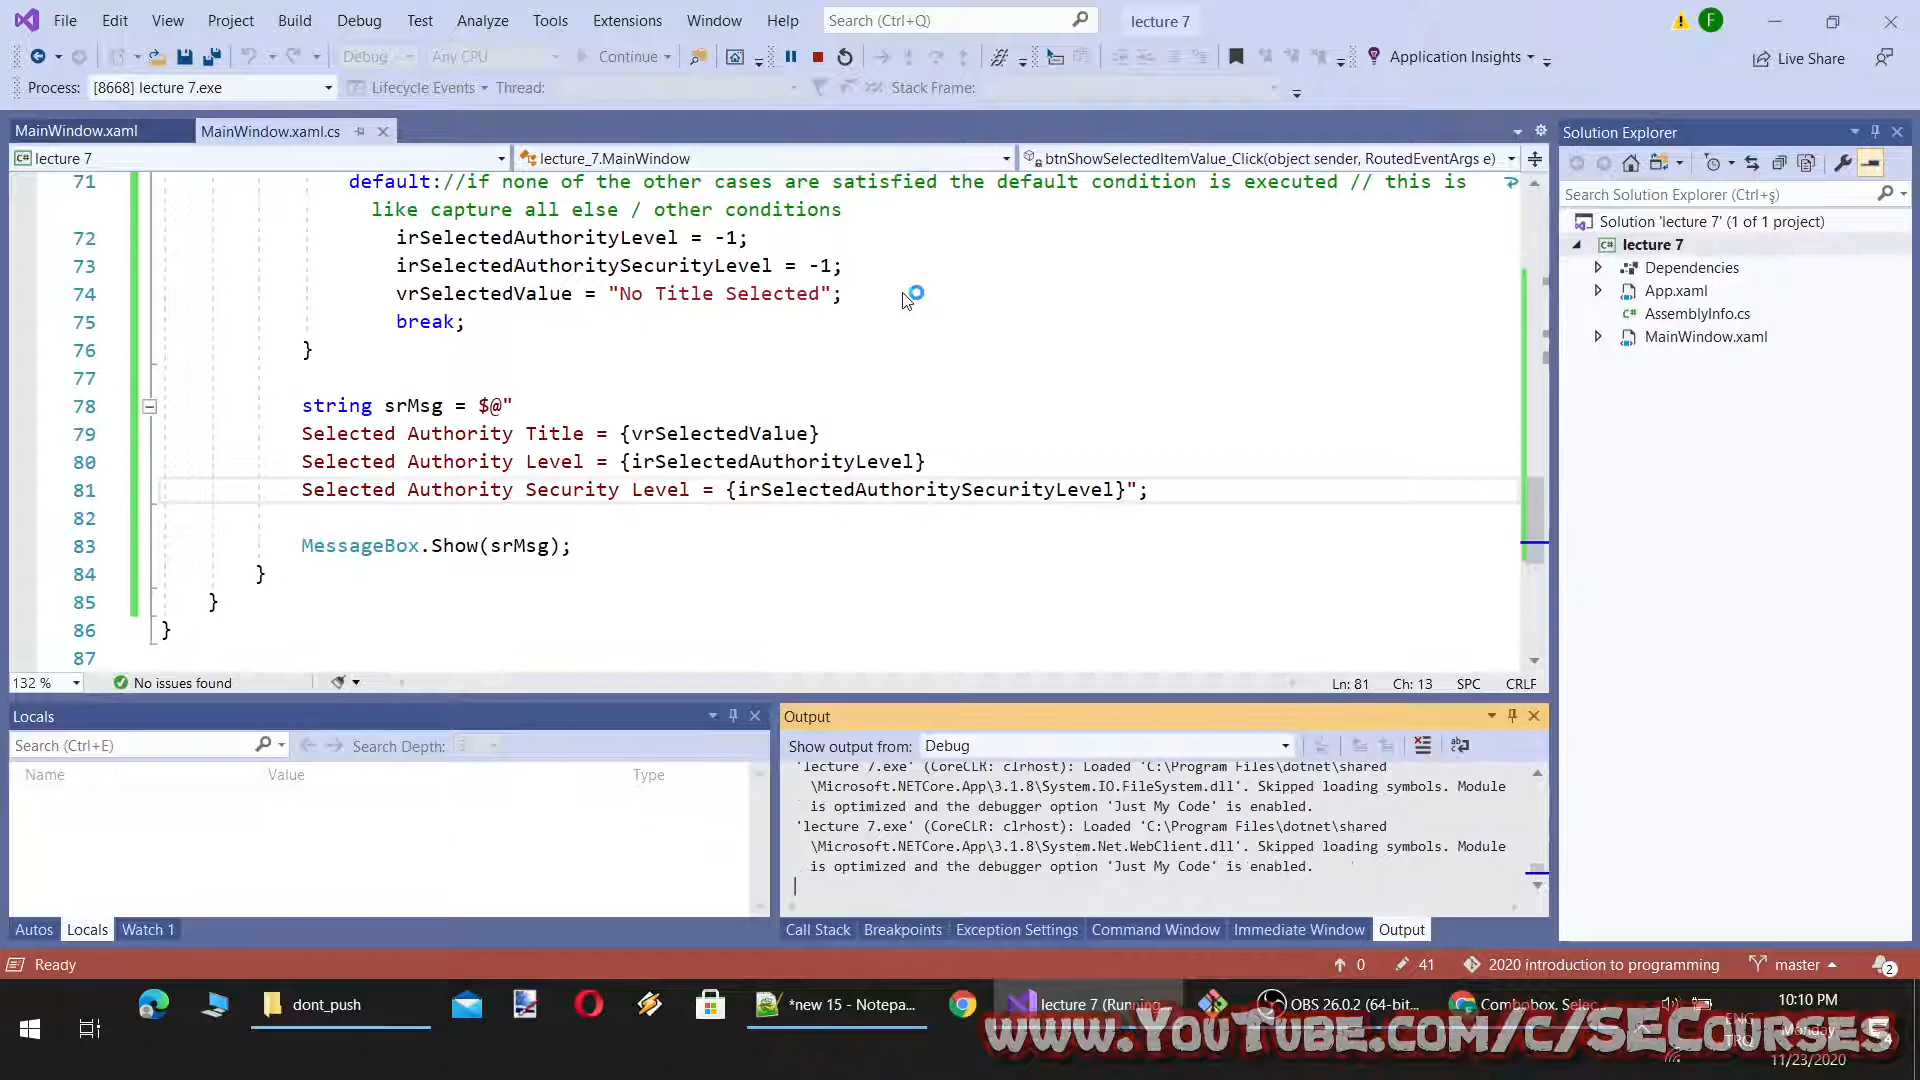 File Edit View Project Build Debug Test Analyze Tools Extensions Window Help Search (Ctrl+Q) lecture 7 F
Debug Any CPU Continue Application Insights Live Share
Process: [8668] lecture 7.exe Lifecycle Events Thread: Stack Frame:
MainWindow.xaml MainWindow.xaml.cs
lecture 7 lecture_7.MainWindow btnShowSelectedItemValue_Click(object sender, RoutedEventArgs e)
71 default://if none of the other cases are satisfied the default condition is executed // this is
like capture all else / other conditions
72 irSelectedAuthorityLevel = -1;
73 irSelectedAuthoritySecurityLevel = -1;
74 vrSelectedValue = "No Title Selected";
75 break;
76 }
77
78 string srMsg = $@"
79 Selected Authority Title = {vrSelectedValue}
80 Selected Authority Level = {irSelectedAuthorityLevel}
81 Selected Authority Security Level = {irSelectedAuthoritySecurityLevel}";
82
83 MessageBox.Show(srMsg);
84 }
85 }
86 }
87
132 % No issues found Ln: 81 Ch: 13 SPC CRLF
Solution Explorer
Search Solution Explorer (Ctrl+ş)
Solution 'lecture 7' (1 of 1 project)
lecture 7
Dependencies
App.xaml
AssemblyInfo.cs
MainWindow.xaml
Locals
Search (Ctrl+E) Search Depth: 3
Name Value Type
Autos Locals Watch 1
Output
Show output from: Debug
'lecture 7.exe' (CoreCLR: clrhost): Loaded 'C:\Program Files\dotnet\shared
\Microsoft.NETCore.App\3.1.8\System.IO.FileSystem.dll'. Skipped loading symbols. Module
is optimized and the debugger option 'Just My Code' is enabled.
'lecture 7.exe' (CoreCLR: clrhost): Loaded 'C:\Program Files\dotnet\shared
\Microsoft.NETCore.App\3.1.8\System.Net.WebClient.dll'. Skipped loading symbols. Module
is optimized and the debugger option 'Just My Code' is enabled.
Call Stack Breakpoints Exception Settings Command Window Immediate Window Output
Ready 0 41 2020 introduction to programming master 2
dont_push *new 15 - Notepa... lecture 7 (Running... OBS 26.0.2 (64-bit... Combobox. Selec... 10:10 PM
ENG Monday
TRQ 11/23/2020
www.YouTube.com/c/SECourses